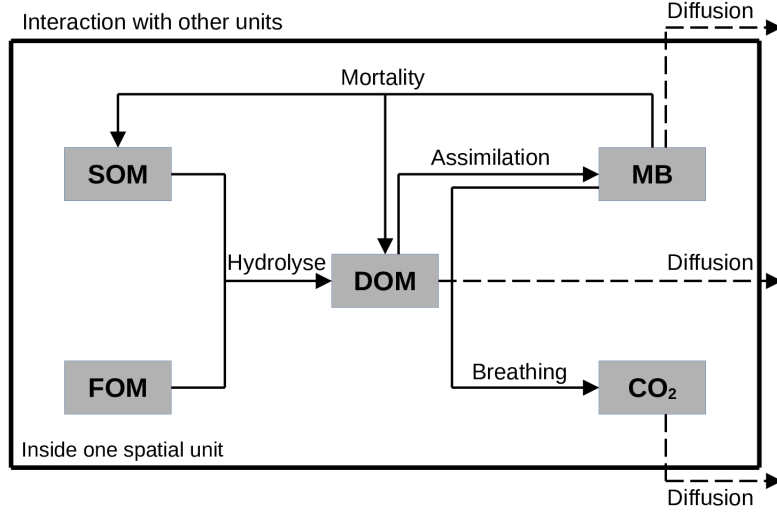 Diffusion
Interaction with other units
Mortality
Assimilation
SOM
MB
Hydrolyse
Diffusion
DOM
Breathing
FOM
CO₂
Inside one spatial unit
Diffusion